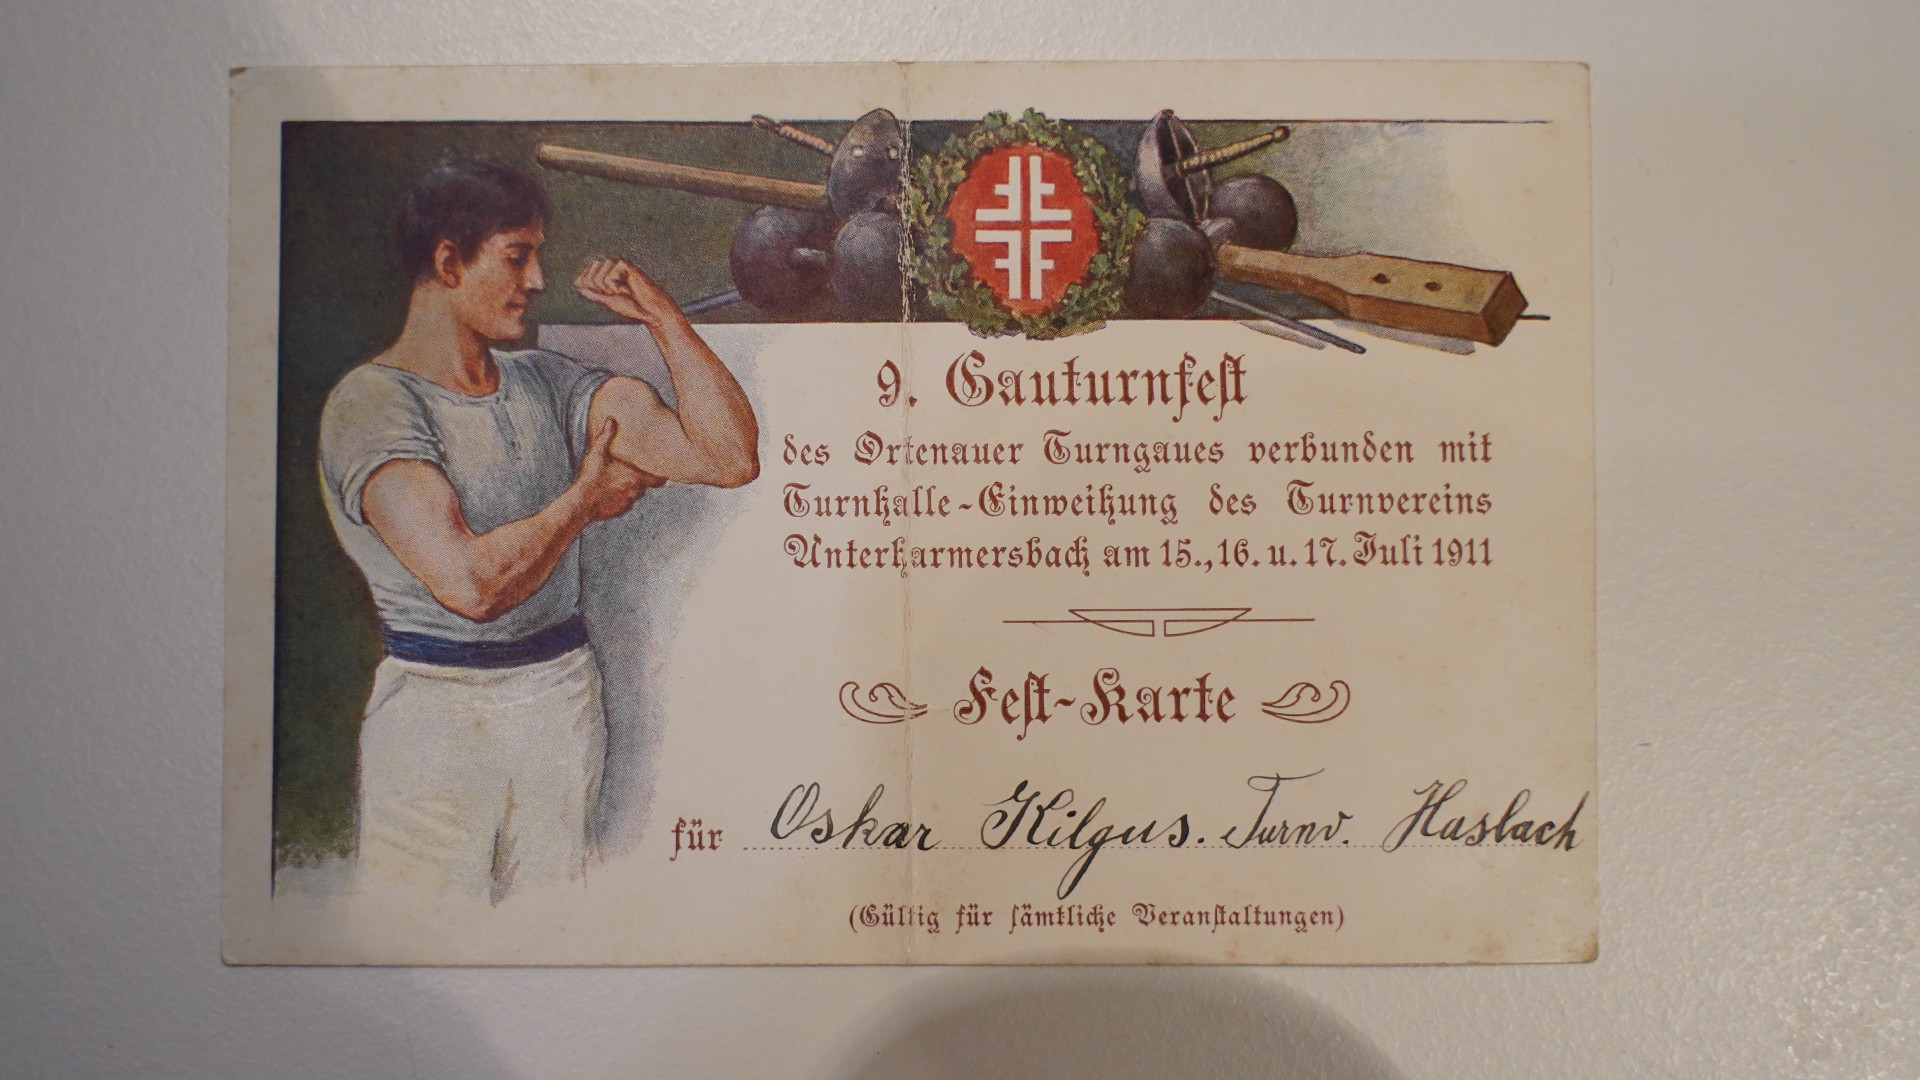 9. Gauturnfest
des Ortenauer Turngaues verbunden mit
Turnhalle-Einweihung des Turnvereins
Unterharmersbach am 15., 16. u. 17. Juli 1911
Fest-Karte
für Oskar Kilgus. Turnv. Haslach
(Gültig für sämtliche Veranstaltungen)